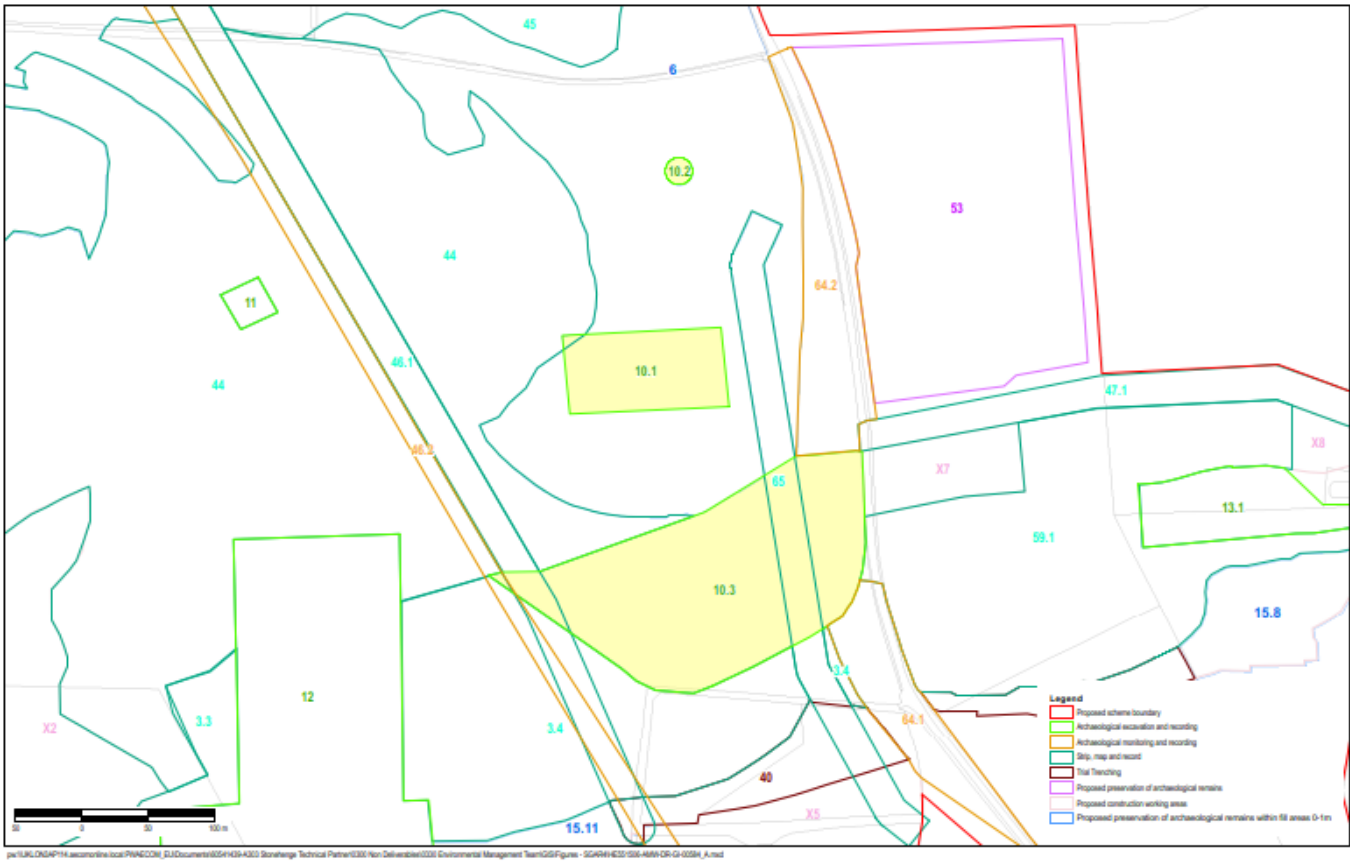 45
6
10.2
53
44
64.2
11
46.1
10.1
44
47.1
46.2
X7
X8
65
13.1
59.1
10.3
15.8
12
3.4
3.3
X2
3.4
64.1
40
X5
15.11
50 0 50 100 m
Legend
Proposed scheme boundary
Archaeological excavation and recording
Archaeological monitoring and recording
Strip, map and record
Trial Trenching
Proposed preservation of archaeological remains
Proposed construction working areas
Proposed preservation of archaeological remains within fill areas 0-1m